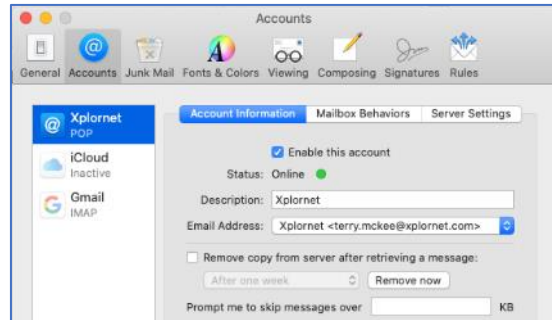 Accounts
General Accounts Junk Mail Fonts & Colors Viewing Composing Signatures Rules
Xplornet
POP
iCloud
Inactive
Gmail
IMAP
Account Information Mailbox Behaviors Server Settings
Enable this account
Status: Online
Description: Xplornet
Email Address: Xplornet <terry.mckee@xplornet.com>
Remove copy from server after retrieving a message:
After one week Remove now
Prompt me to skip messages over KB